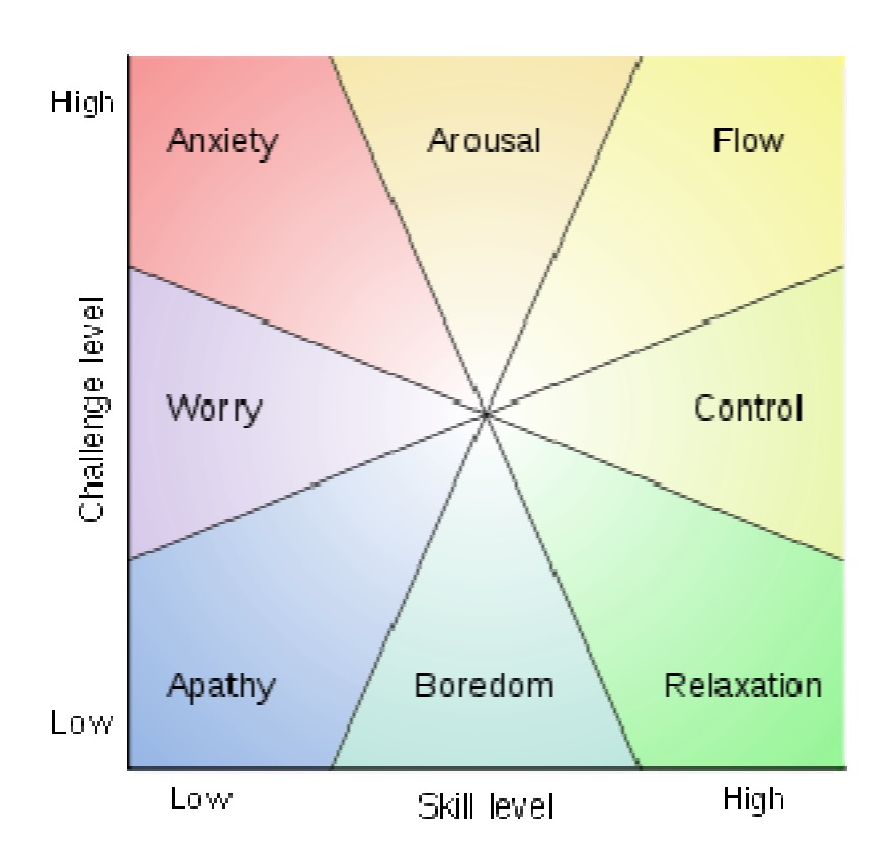 High
Anxiety
Arousal
Flow
Challenge level
Worry
Control
Apathy
Boredom
Relaxation
Low
Low
Skill level
High